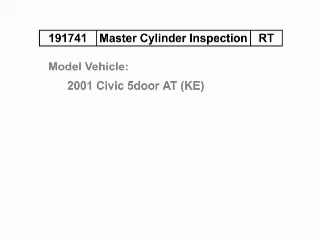 191741 Master Cylinder Inspection RT
Model Vehicle:
2001 Civic 5door AT (KE)